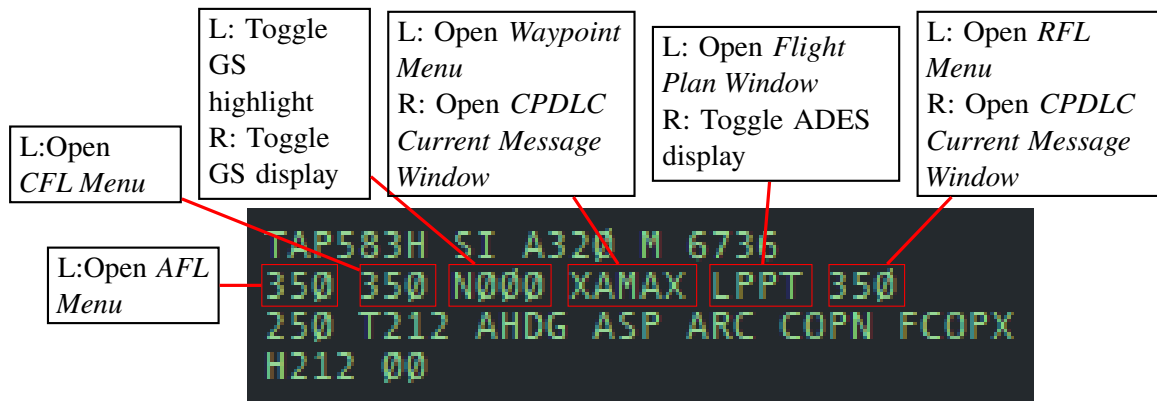 L: Toggle
GS
highlight
R: Toggle
GS display
L: Open Waypoint
Menu
R: Open CPDLC
Current Message
Window
L: Open Flight
Plan Window
R: Toggle ADES
display
L: Open RFL
Menu
R: Open CPDLC
Current Message
Window
L:Open
CFL Menu
L:Open AFL
Menu
TAP583H SI A320 M 6736
350 350 N000 XAMAX LPPT 350
250 T212 AHDG ASP ARC COPN FCOPX
H212 00